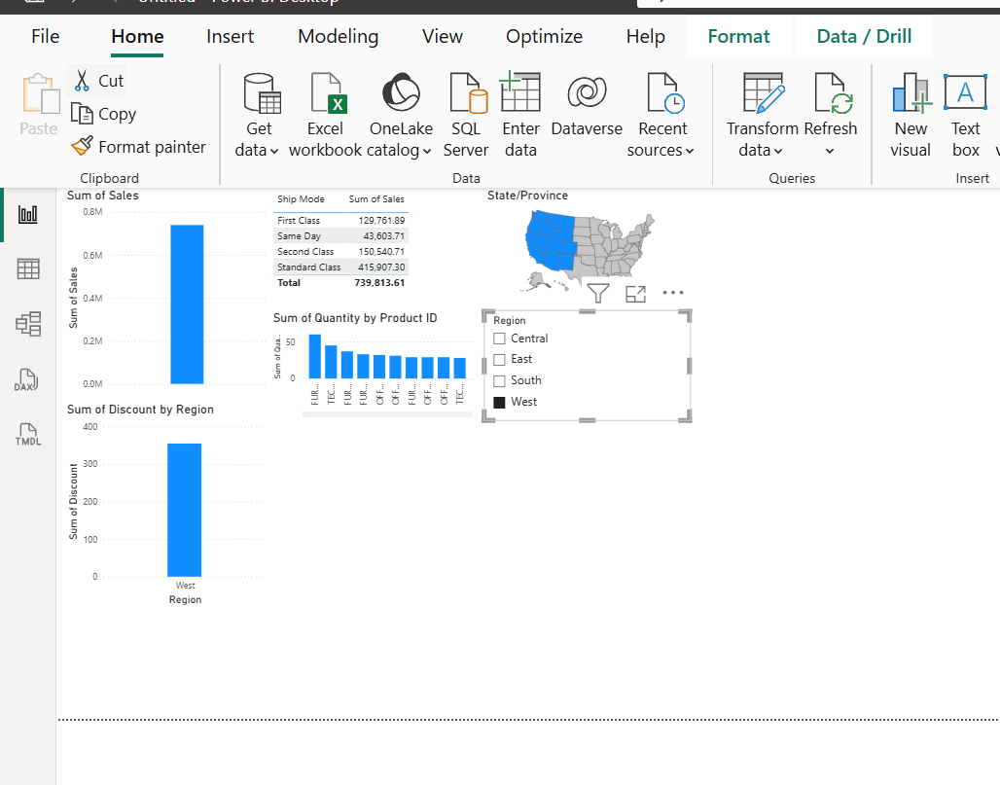 Untitled - Power BI Desktop
File Home Insert Modeling View Optimize Help Format Data / Drill
Paste
Cut
Copy
Format painter
Clipboard
Get data
Excel workbook
OneLake catalog
SQL Server
Enter data
Dataverse
Recent sources
Data
Transform data
Refresh
Queries
New visual
Text box
Insert
DAX
TMDL
Sum of Sales
0.8M
0.6M
0.4M
0.2M
0.0M
Sum of Sales
Ship Mode Sum of Sales
First Class 129,761.89
Same Day 43,603.71
Second Class 150,540.71
Standard Class 415,907.30
Total 739,813.61
State/Province
Sum of Quantity by Product ID
Sum of Qua...
50
0
FUR...
TEC...
FUR...
FUR...
OFF...
OFF...
FUR...
OFF...
OFF...
TEC...
Region
Central
East
South
West
Sum of Discount by Region
400
300
200
100
0
Sum of Discount
West
Region